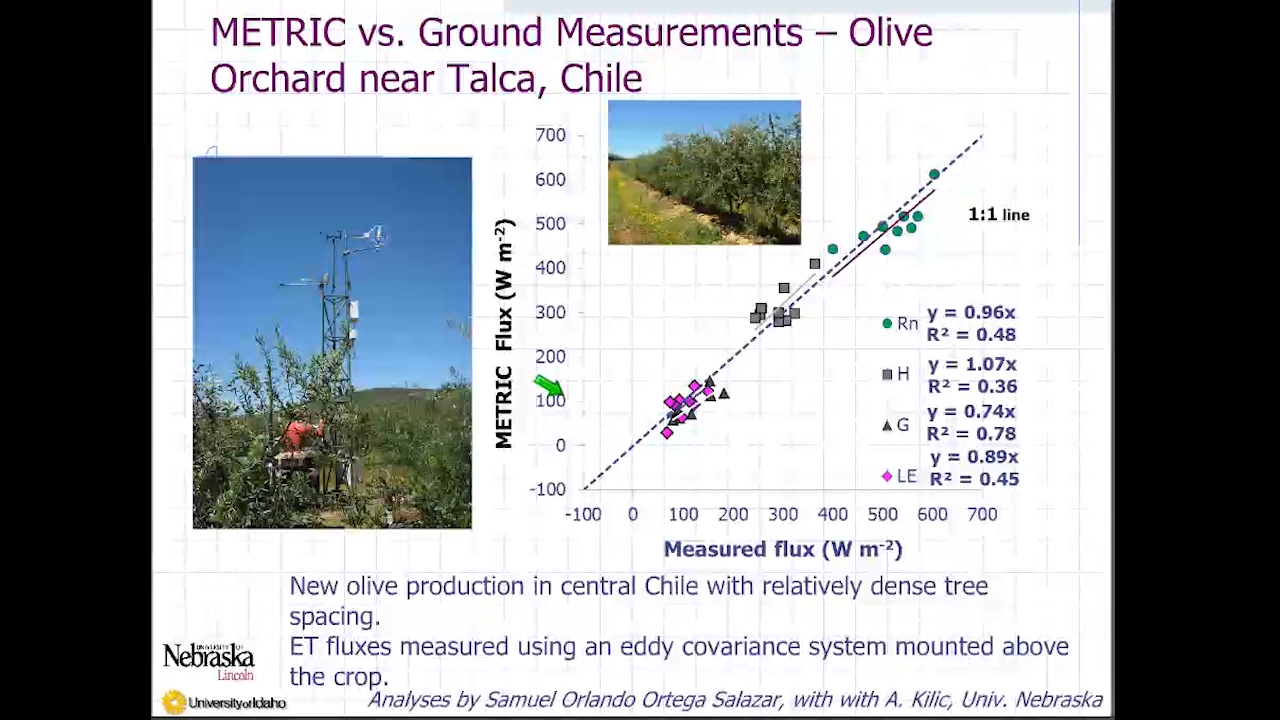 METRIC vs. Ground Measurements – Olive
Orchard near Talca, Chile
700
600
500
400
300
200
100
0
-100
METRIC Flux (W m-2)
1:1 line
Rn
y = 0.96x
R² = 0.48
H
y = 1.07x
R² = 0.36
G
y = 0.74x
R² = 0.78
LE
y = 0.89x
R² = 0.45
-100 0 100 200 300 400 500 600 700
Measured flux (W m-2)
New olive production in central Chile with relatively dense tree
spacing.
ET fluxes measured using an eddy covariance system mounted above
the crop.
UNIVERSITY OF
Nebraska
Lincoln
University of Idaho
Analyses by Samuel Orlando Ortega Salazar, with with A. Kilic, Univ. Nebraska